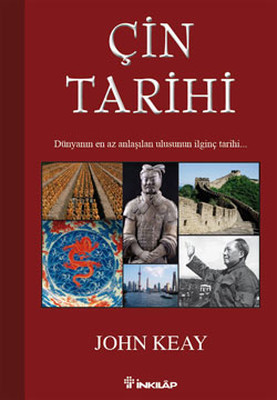 ÇİN
TARİHİ
Dünyanın en az anlaşılan ulusunun ilginç tarihi...
JOHN KEAY
İNKILÂP